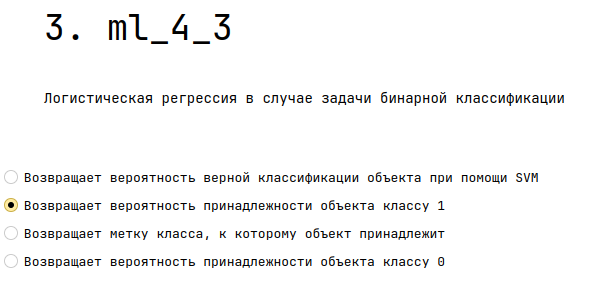 3. ml_4_3
Логистическая регрессия в случае задачи бинарной классификации
Возвращает вероятность верной классификации объекта при помощи SVM
Возвращает вероятность принадлежности объекта классу 1
Возвращает метку класса, к которому объект принадлежит
Возвращает вероятность принадлежности объекта классу 0